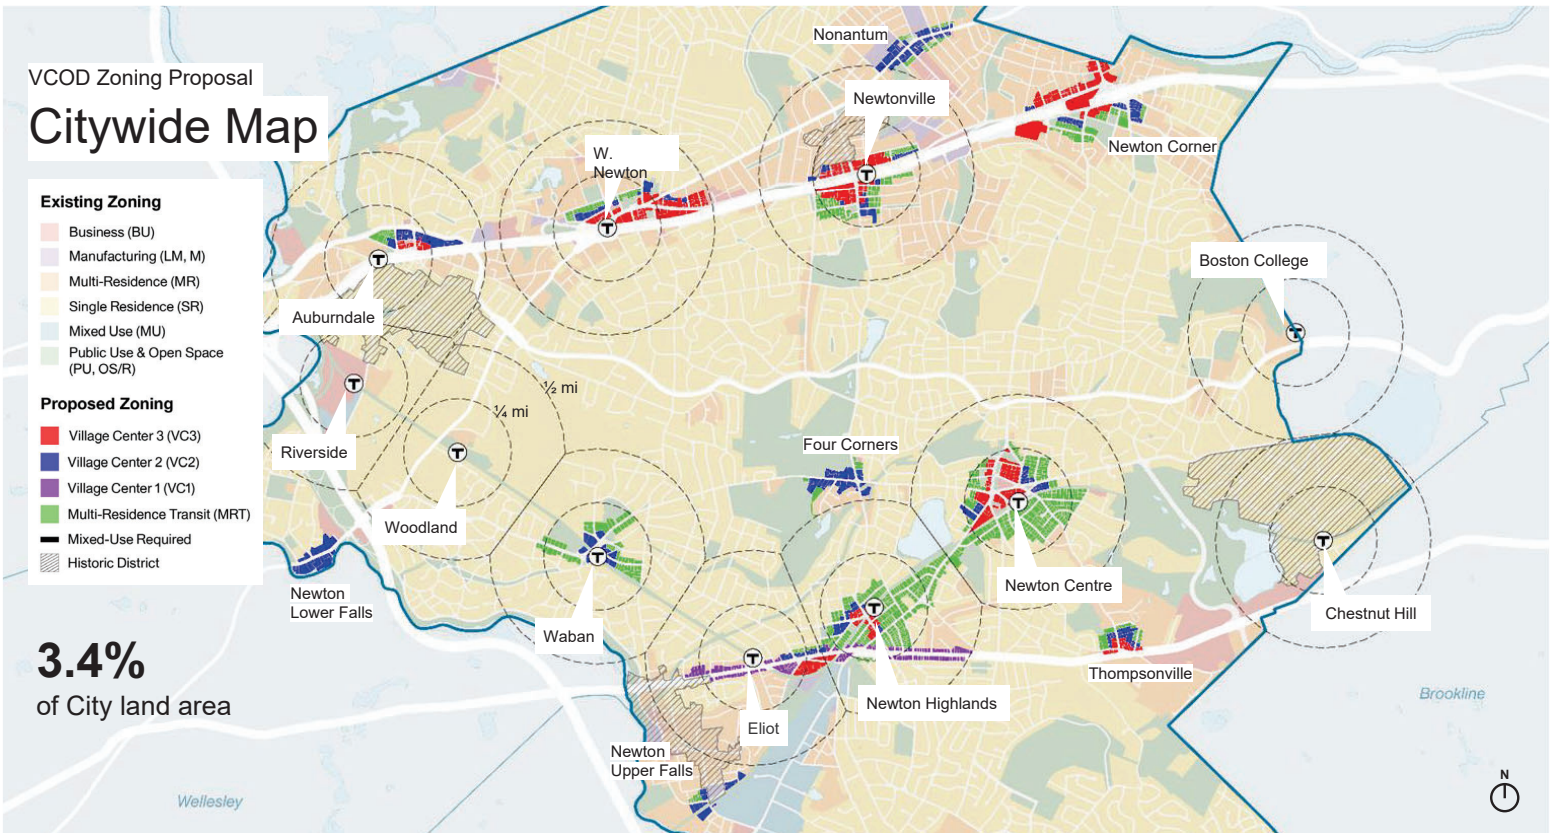 VCOD Zoning Proposal
Citywide Map
Existing Zoning
Business (BU)
Manufacturing (LM, M)
Multi-Residence (MR)
Single Residence (SR)
Mixed Use (MU)
Public Use & Open Space
(PU, OS/R)
Proposed Zoning
Village Center 3 (VC3)
Village Center 2 (VC2)
Village Center 1 (VC1)
Multi-Residence Transit (MRT)
Mixed-Use Required
Historic District
3.4%
of City land area
Nonantum
Newtonville
T
W.
Newton
T
Newton Corner
Auburndale
T
Boston College
T
Riverside
T
½ mi
¼ mi
Woodland
T
Four Corners
Newton Centre
T
Waban
T
Newton
Lower Falls
Chestnut Hill
T
Thompsonville
Newton Highlands
T
Eliot
T
Newton
Upper Falls
Wellesley
Brookline
N